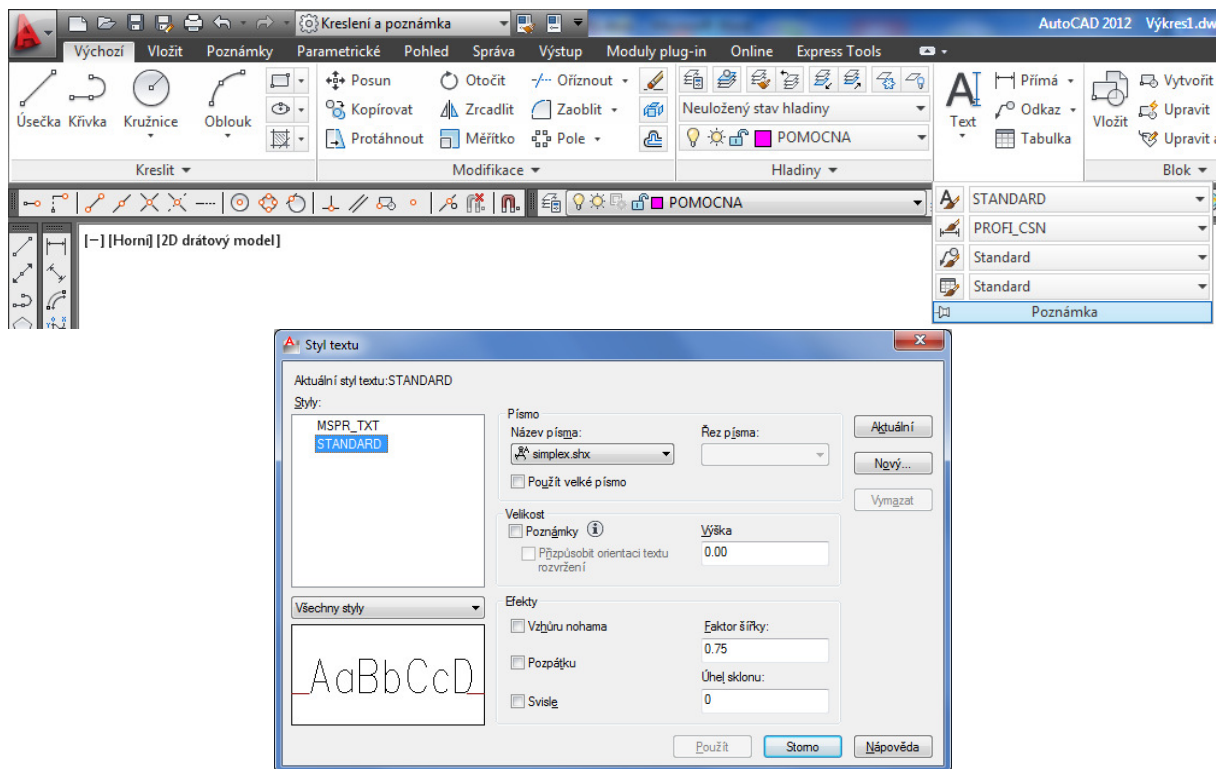 Kreslení a poznámka
AutoCAD 2012 Výkres1.dw
Výchozí Vložit Poznámky Parametrické Pohled Správa Výstup Moduly plug-in Online Express Tools
Posun Otočit Oříznout
Kopírovat Zrcadlit Zaoblit
Protáhnout Měřítko Pole
Úsečka Křivka Kružnice Oblouk
Neuložený stav hladiny
POMOCNA
Text
Přímá
Odkaz
Tabulka
Vložit
Vytvořit
Upravit
Upravit a
Kreslit Modifikace Hladiny Blok
POMOCNA
STANDARD
PROFI_CSN
Standard
Standard
Poznámka
[−] [Horní] [2D drátový model]
Styl textu
Aktuální styl textu:STANDARD
Styly:
MSPR_TXT
STANDARD
Všechny styly
AaBbCcD
Písmo
Název písma: Řez písma:
simplex.shx
Použít velké písmo
Velikost
Poznámky Výška
Přizpůsobit orientaci textu
rozvržení
0.00
Efekty
Vzhůru nohama
Pozpátku
Svisle
Faktor šířky:
0.75
Úhel sklonu:
0
Aktuální
Nový...
Vymazat
Použít Storno Nápověda